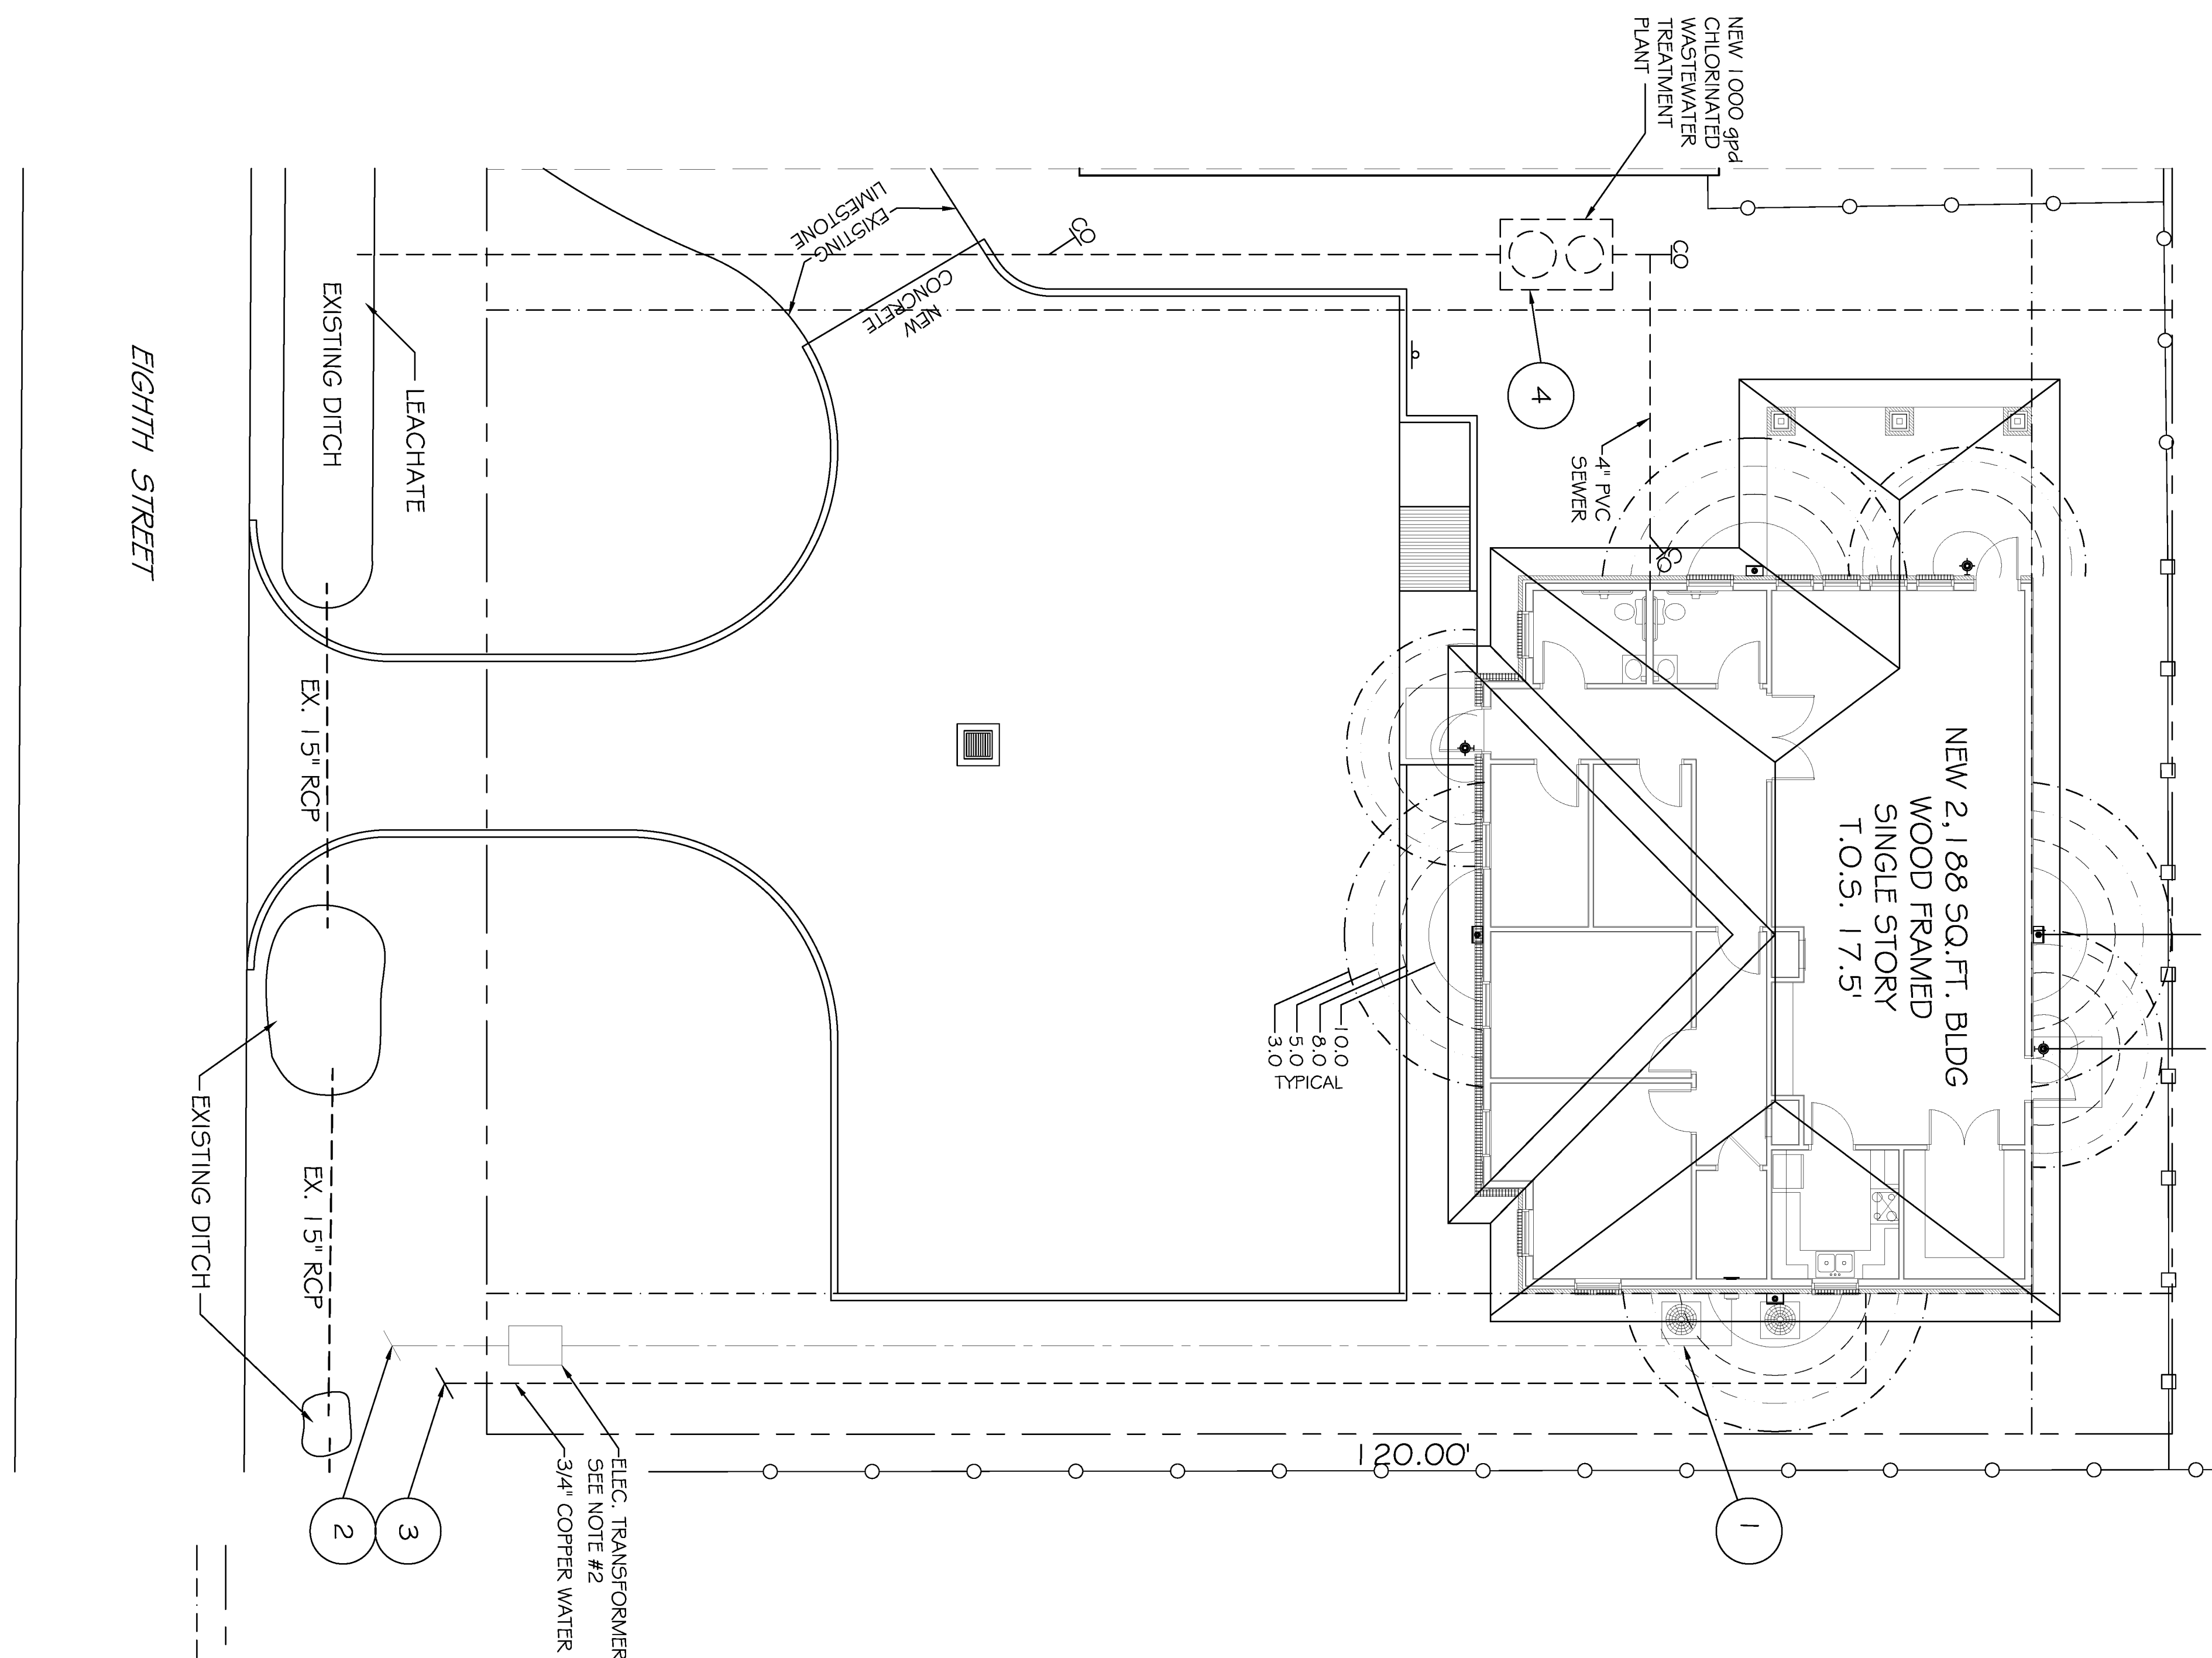 NEW 1000 gpd
CHLORINATED
WASTEWATER
TREATMENT
PLANT
CO
CO
EXISTING
LIMESTONE
NEW
CONCRETE
EXISTING DITCH
LEACHATE
EIGHTH STREET
4
4" PVC
SEWER
CO
EX. 15" RCP
NEW 2,188 SQ.FT. BLDG
WOOD FRAMED
SINGLE STORY
T.O.S. 17.5'
10.0
8.0
5.0
3.0
TYPICAL
EXISTING DITCH
EX. 15" RCP
120.00'
ELEC. TRANSFORMER
SEE NOTE #2
3/4" COPPER WATER
1
2
3